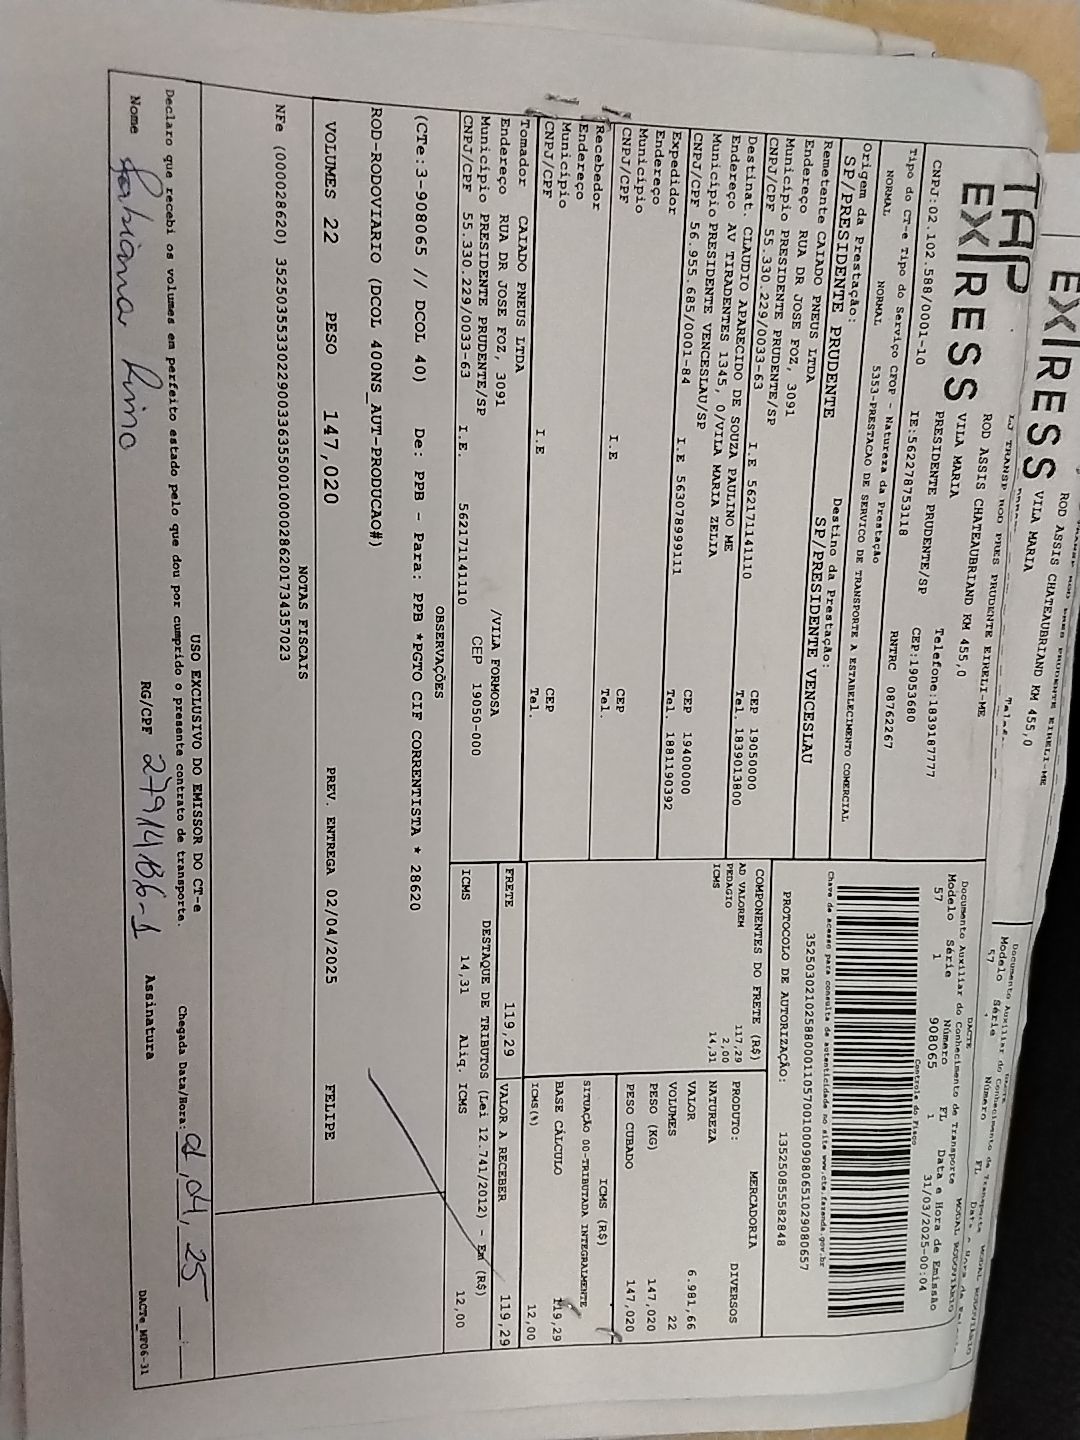 EXPRESS
ROD ASSIS CHATEAUBRIAND KM 455,0
VILA MARIA
TAP
EXPRESS
ROD ASSIS CHATEAUBRIAND KM 455,0
VILA MARIA
PRESIDENTE PRUDENTE/SP
Telefone:1839187777
CNPJ:02.102.588/0001-10
IE:562278753118
CEP:19053680
DACTE
Documento Auxiliar do Conhecimento de Transporte
MODAL RODOVIÁRIO
Modelo Série Número FL Data e Hora de Emissão
57 1 908065 1 31/03/2025-00:04
Controle do Fisco
Tipo do CT-e Tipo do Serviço CFOP - Natureza da Prestação
RNTRC 08762267
NORMAL NORMAL 5353-PRESTACAO DE SERVICO DE TRANSPORTE A ESTABELECIMENTO COMERCIAL
Chave de acesso para consulta de autenticidade no site www.cte.fazenda.gov.br
35250302102588000110570010009080651029080657
PROTOCOLO DE AUTORIZAÇÃO: 135250855582848
Origem da Prestação: Destino da Prestação:
SP/PRESIDENTE PRUDENTE SP/PRESIDENTE VENCESLAU
Remetente CAIADO PNEUS LTDA
Endereço RUA DR JOSE FOZ, 3091
Município PRESIDENTE PRUDENTE/SP
CEP 19050000
CNPJ/CPF 55.330.229/0033-63 I.E 562171141110 Tel. 1839013800
Destinat. CLAUDIO APARECIDO DE SOUZA PAULINO ME
Endereço AV TIRADENTES 1345, 0/VILA MARIA ZELIA
Município PRESIDENTE VENCESLAU/SP CEP 19400000
CNPJ/CPF 56.955.685/0001-84 I.E 563078999111 Tel. 1881190392
Expedidor
Endereço
Município CEP
CNPJ/CPF I.E Tel.
Recebedor
Endereço
Município CEP
CNPJ/CPF I.E Tel.
COMPONENTES DO FRETE (R$)
AD VALOREM 117,29
PEDAGIO 2,00
ICMS 14,31
PRODUTO: MERCADORIA
NATUREZA DIVERSOS
VALOR 6.981,66
VOLUMES 22
PESO (KG) 147,020
PESO CUBADO 147,020
ICMS (R$)
SITUAÇÃO 00-TRIBUTADA INTEGRALMENTE
BASE CÁLCULO 119,29
ICMS(%) 12,00
Tomador CAIADO PNEUS LTDA
Endereço RUA DR JOSE FOZ, 3091 /VILA FORMOSA
Município PRESIDENTE PRUDENTE/SP CEP 19050-000
CNPJ/CPF 55.330.229/0033-63 I.E. 562171141110
FRETE 119,29 VALOR A RECEBER 119,29
DESTAQUE DE TRIBUTOS (Lei 12.741/2012) - Em (R$)
ICMS 14,31 Aliq. ICMS 12,00
OBSERVAÇÕES
(CTe::3-908065 // DCOL 40) De: PPB - Para: PPB *PGTO CIF CORRENTISTA * 28620
ROD-RODOVIARIO (DCOL 400NS_AUT-PRODUCAO#)
VOLUMES 22 PESO 147,020 PREV. ENTREGA 02/04/2025 FELIPE
NOTAS FISCAIS
NFe (000028620) 35250355330229003363550010000286201734357023
USO EXCLUSIVO DO EMISSOR DO CT-e
Declaro que recebi os volumes em perfeito estado pelo que dou por cumprido o presente contrato de transporte.
Chegada Data/Hora: 01,04,25
Nome Fabiana Lima RG/CPF Assinatura
DACTe_MF06-31